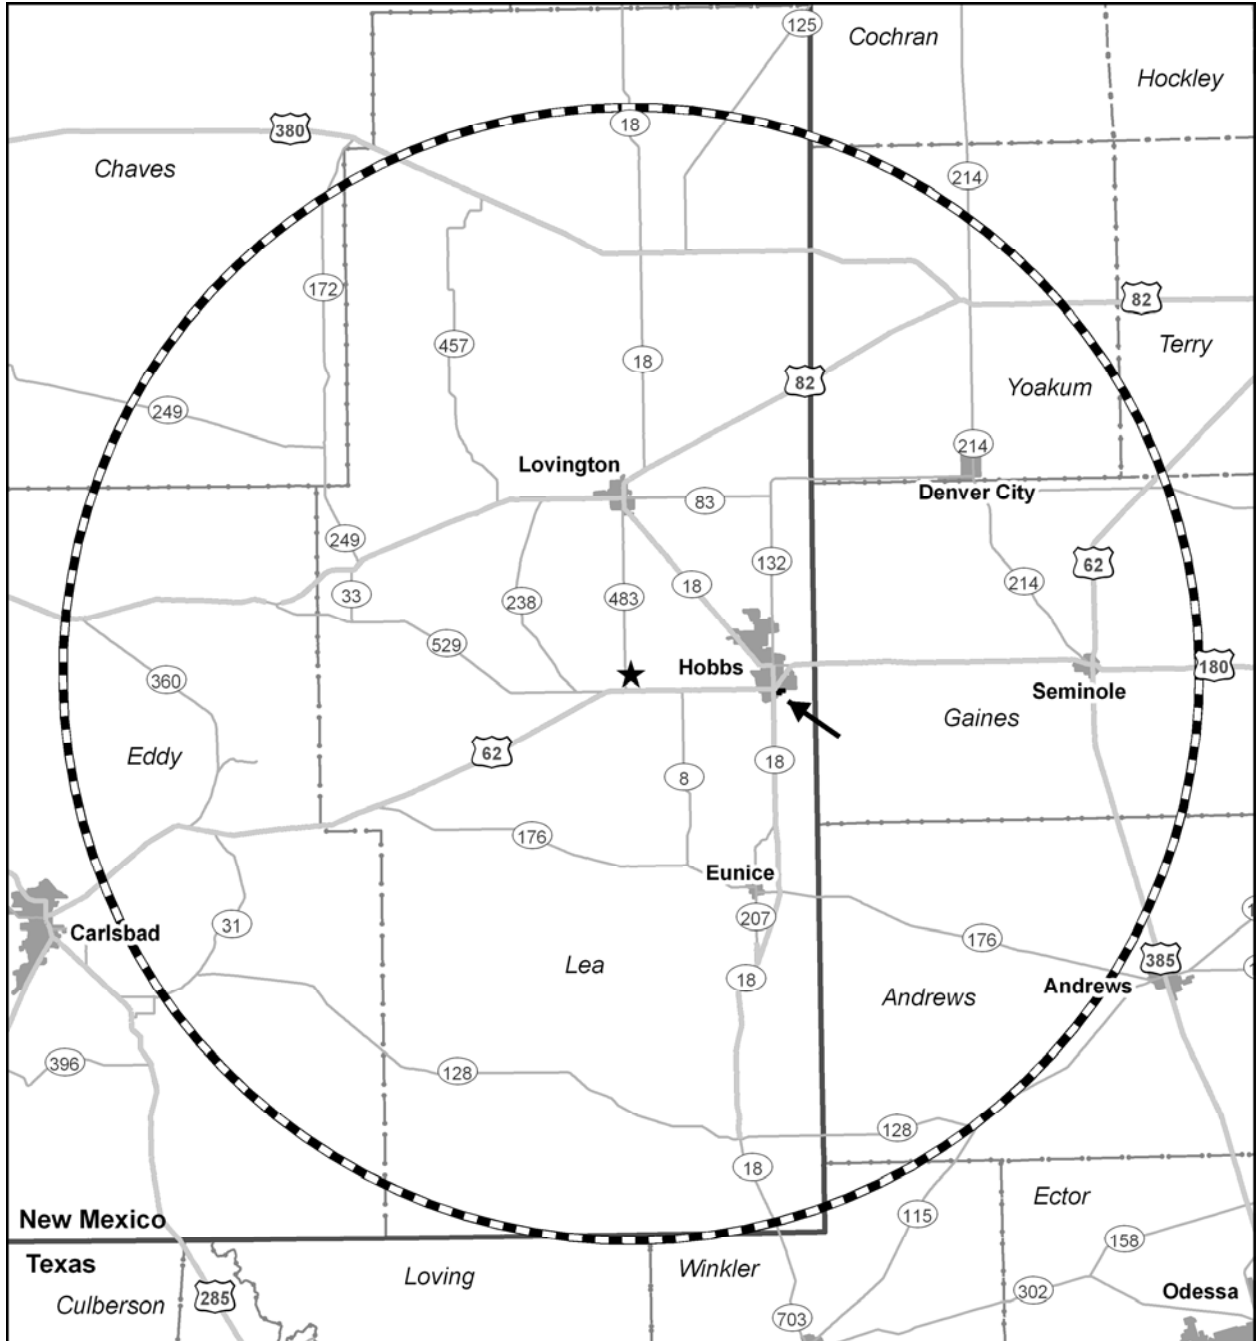 125
Cochran
Hockley
380
18
Chaves
214
172
82
457
Terry
18
82
Yoakum
249
214
Lovington
Denver City
83
249
18
132
62
214
33
238
483
529
Hobbs
180
360
Seminole
Gaines
Eddy
62
18
8
176
Eunice
207
31
Carlsbad
176
Lea
385
18
Andrews
Andrews
396
128
128
18
Ector
115
New Mexico
158
Texas
Loving
Winkler
Culberson
285
302
Odessa
703